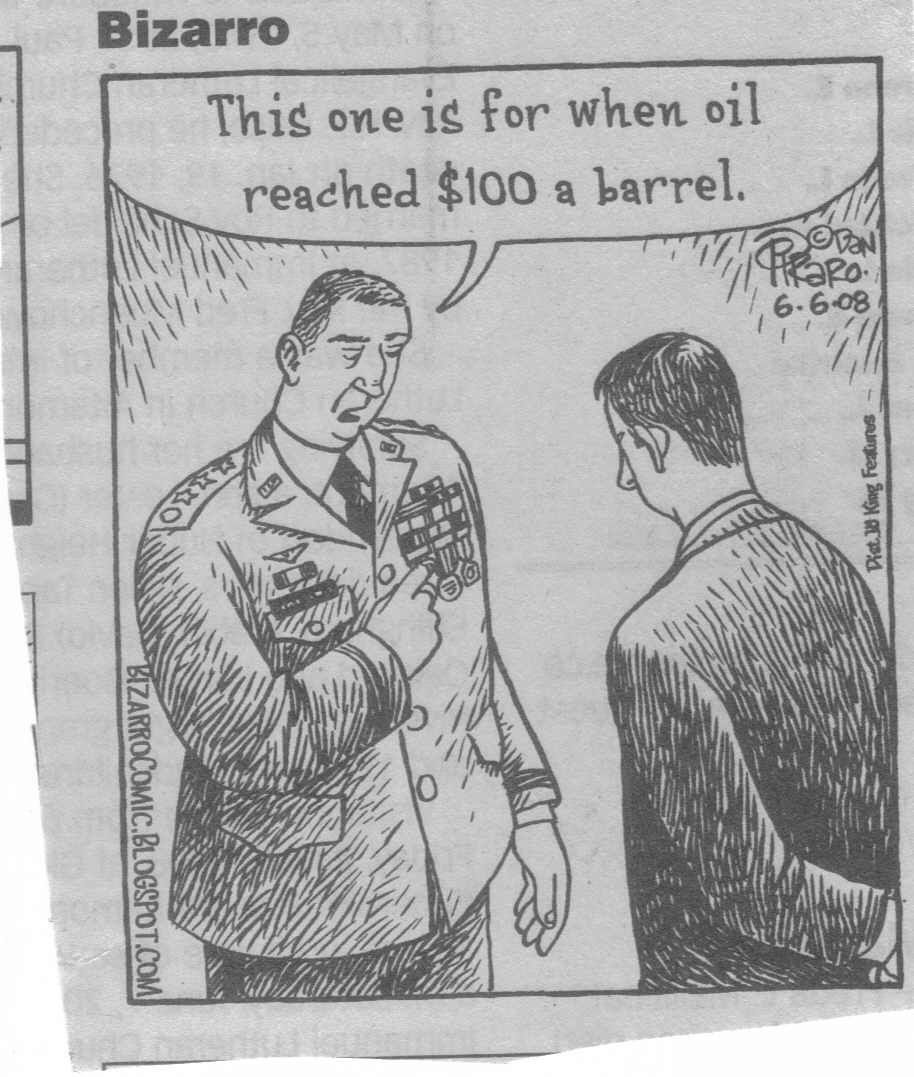 Bizarro
This one is for when oil
reached $100 a barrel.
© Dan
Piraro.
6.6.08
Dist. by King Features
BizarroComic.Blogspot.com